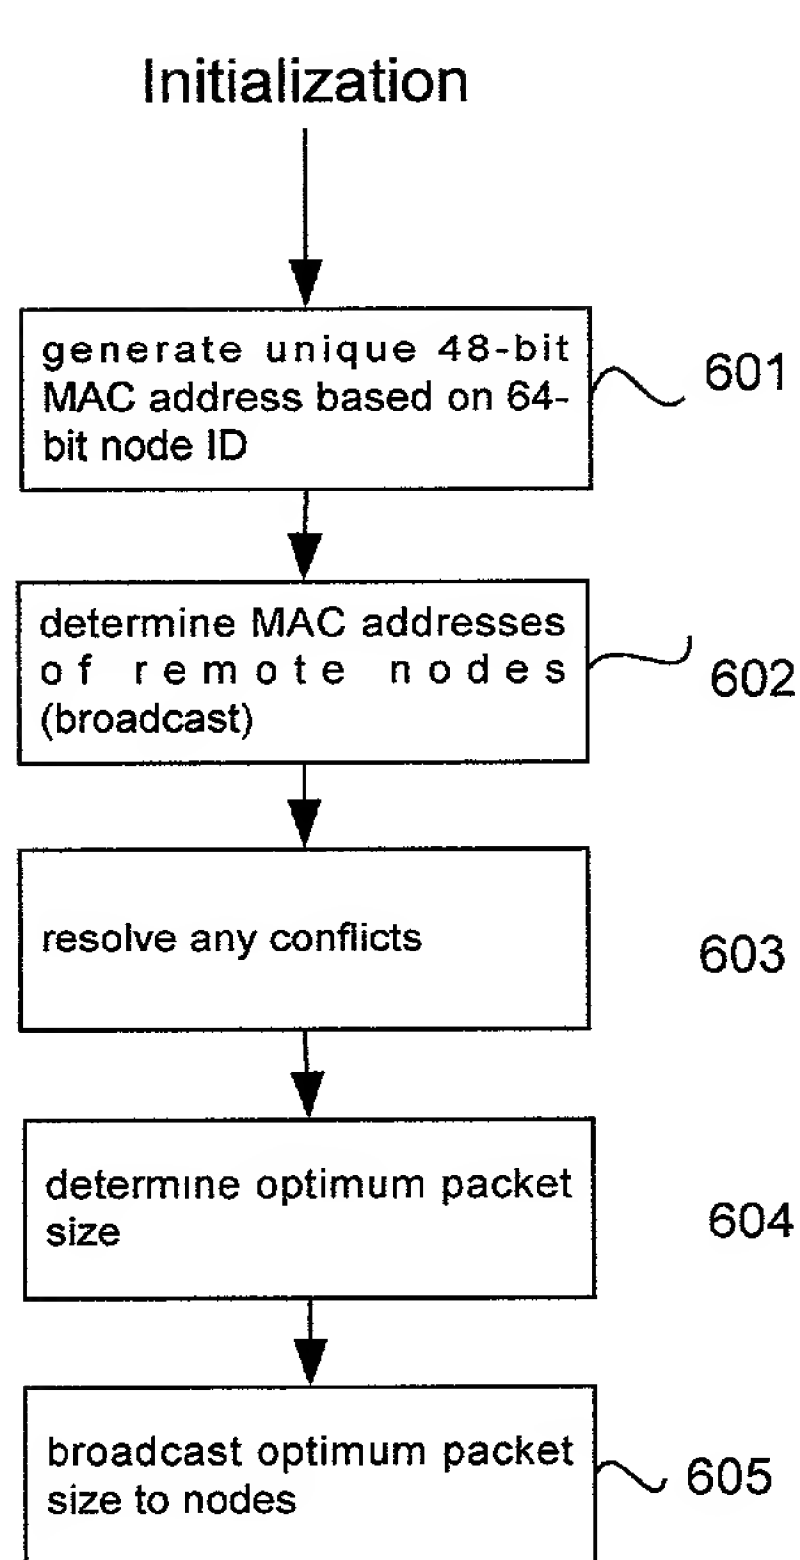 Initialization
generate unique 48-bit
MAC address based on 64-
bit node ID
601
determine MAC addresses
of remote nodes
(broadcast)
602
resolve any conflicts
603
determine optimum packet
size
604
broadcast optimum packet
size to nodes
605